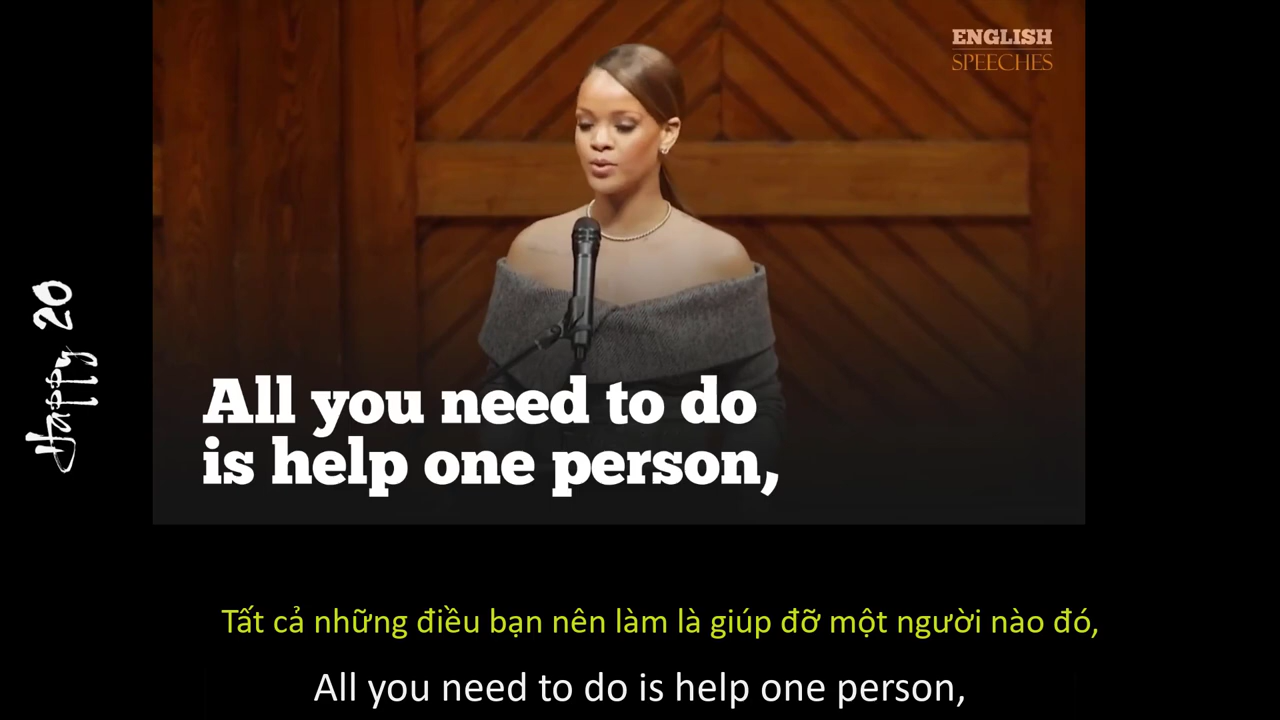 ENGLISH
SPEECHES
Happy 20
All you need to do
is help one person,
Tất cả những điều bạn nên làm là giúp đỡ một người nào đó,
All you need to do is help one person,